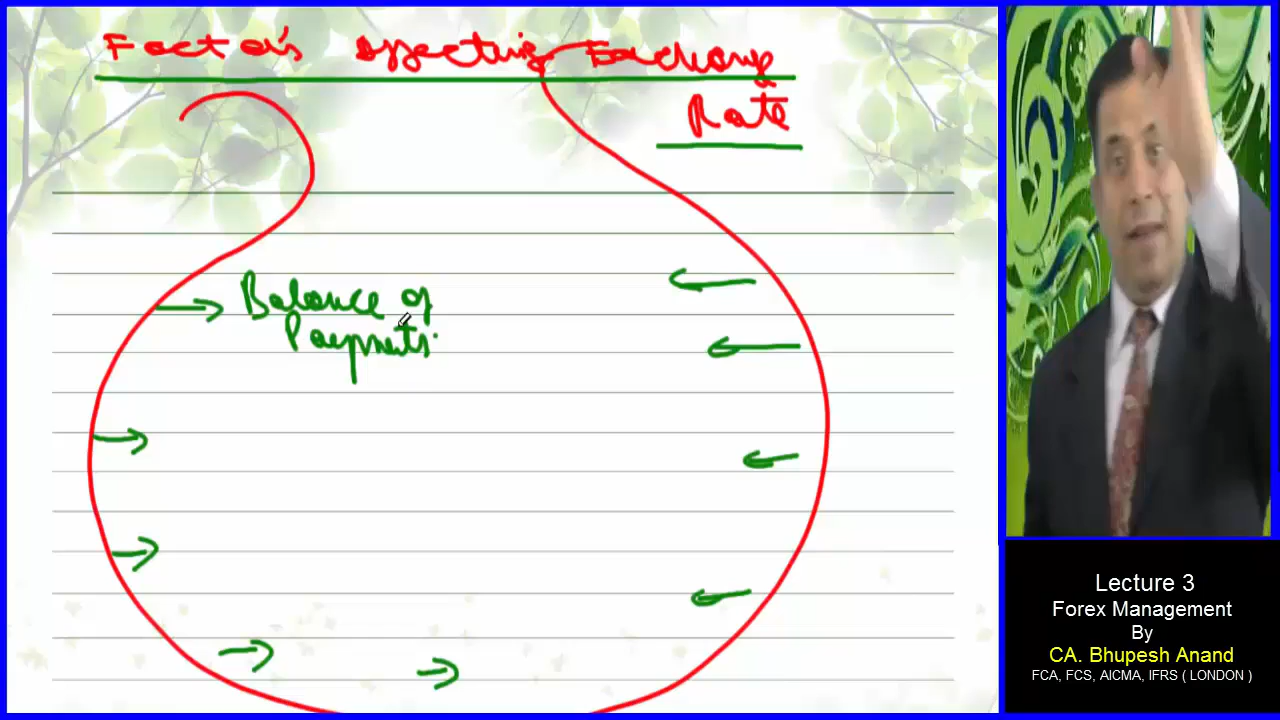 Factors affecting Exchange
Rate
Balance of
Payments.
Lecture 3
Forex Management
By
CA. Bhupesh Anand
FCA, FCS, AICMA, IFRS ( LONDON )